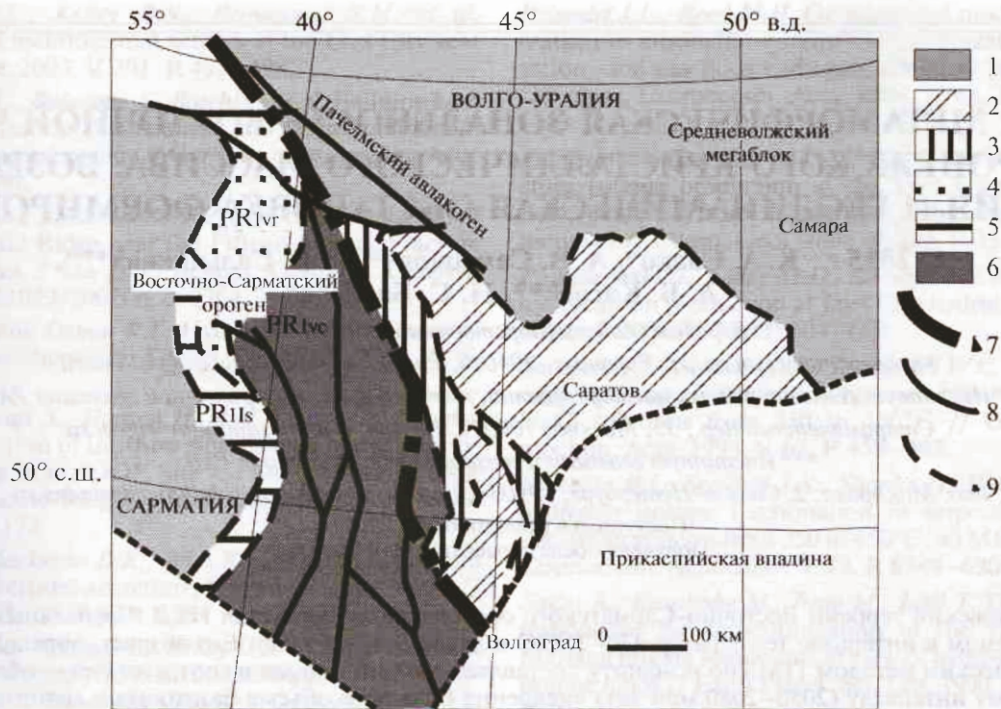 55°
40°
45°
50° в.д.
ВОЛГО-УРАЛИЯ
Пачелмский авлакоген
Средневолжский
мегаблок
Самара
PR1vr
Восточно-Сарматский
ороген
PR1vc
Саратов
PR1ls
50° с.ш.
САРМАТИЯ
Прикаспийская впадина
Волгоград
0 100 км
1
2
3
4
5
6
7
8
9